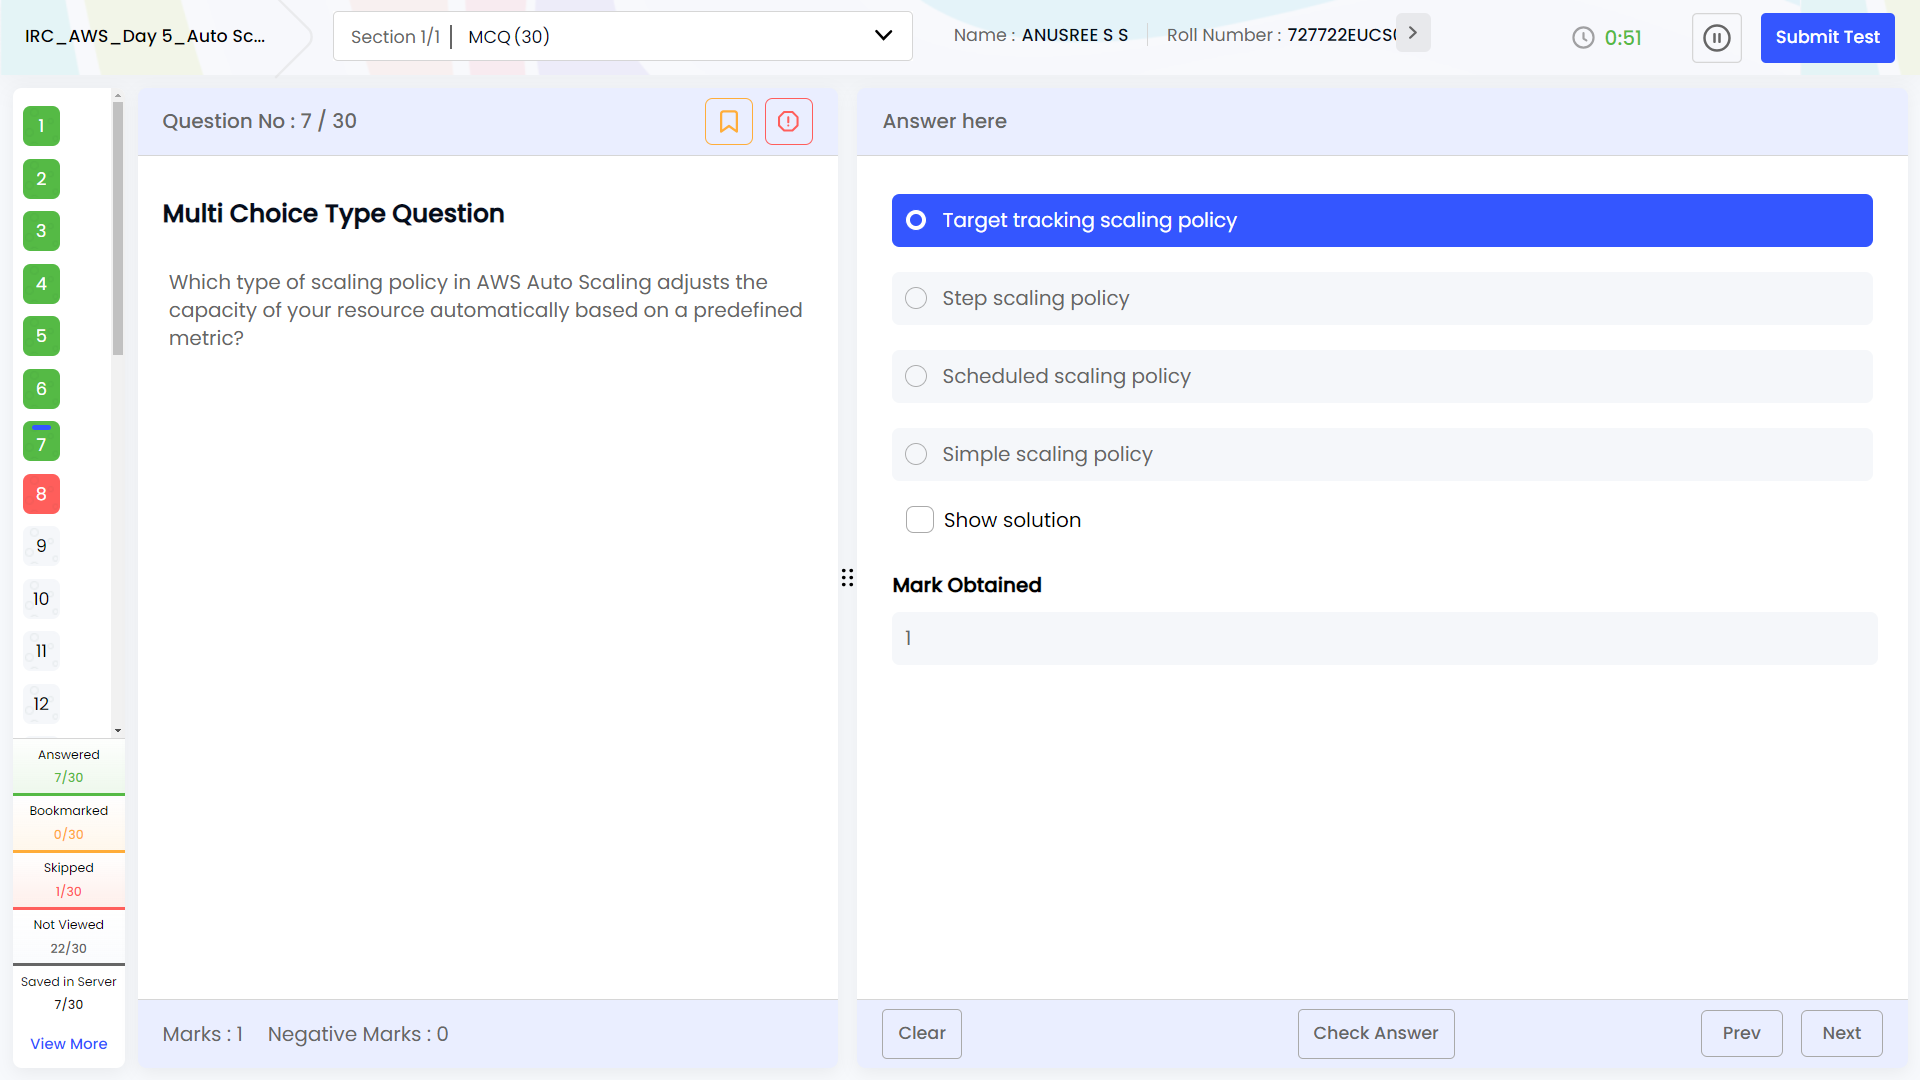 IRC_AWS_Day 5_Auto Sc...
Section 1/1 | MCQ (30)
Name : ANUSREE S S
Roll Number : 727722EUCS
0:51
Submit Test
1
2
3
4
5
6
7
8
9
10
11
12
Answered
7/30
Bookmarked
0/30
Skipped
1/30
Not Viewed
22/30
Saved in Server
7/30
View More
Question No : 7 / 30
Multi Choice Type Question
Which type of scaling policy in AWS Auto Scaling adjusts the
capacity of your resource automatically based on a predefined
metric?
Marks : 1 Negative Marks : 0
Answer here
Target tracking scaling policy
Step scaling policy
Scheduled scaling policy
Simple scaling policy
Show solution
Mark Obtained
1
Clear
Check Answer
Prev
Next